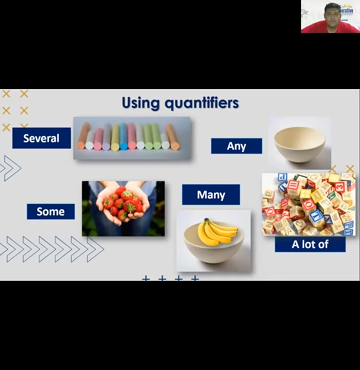 Using quantifiers
Several
Any
Some
Many
A lot of